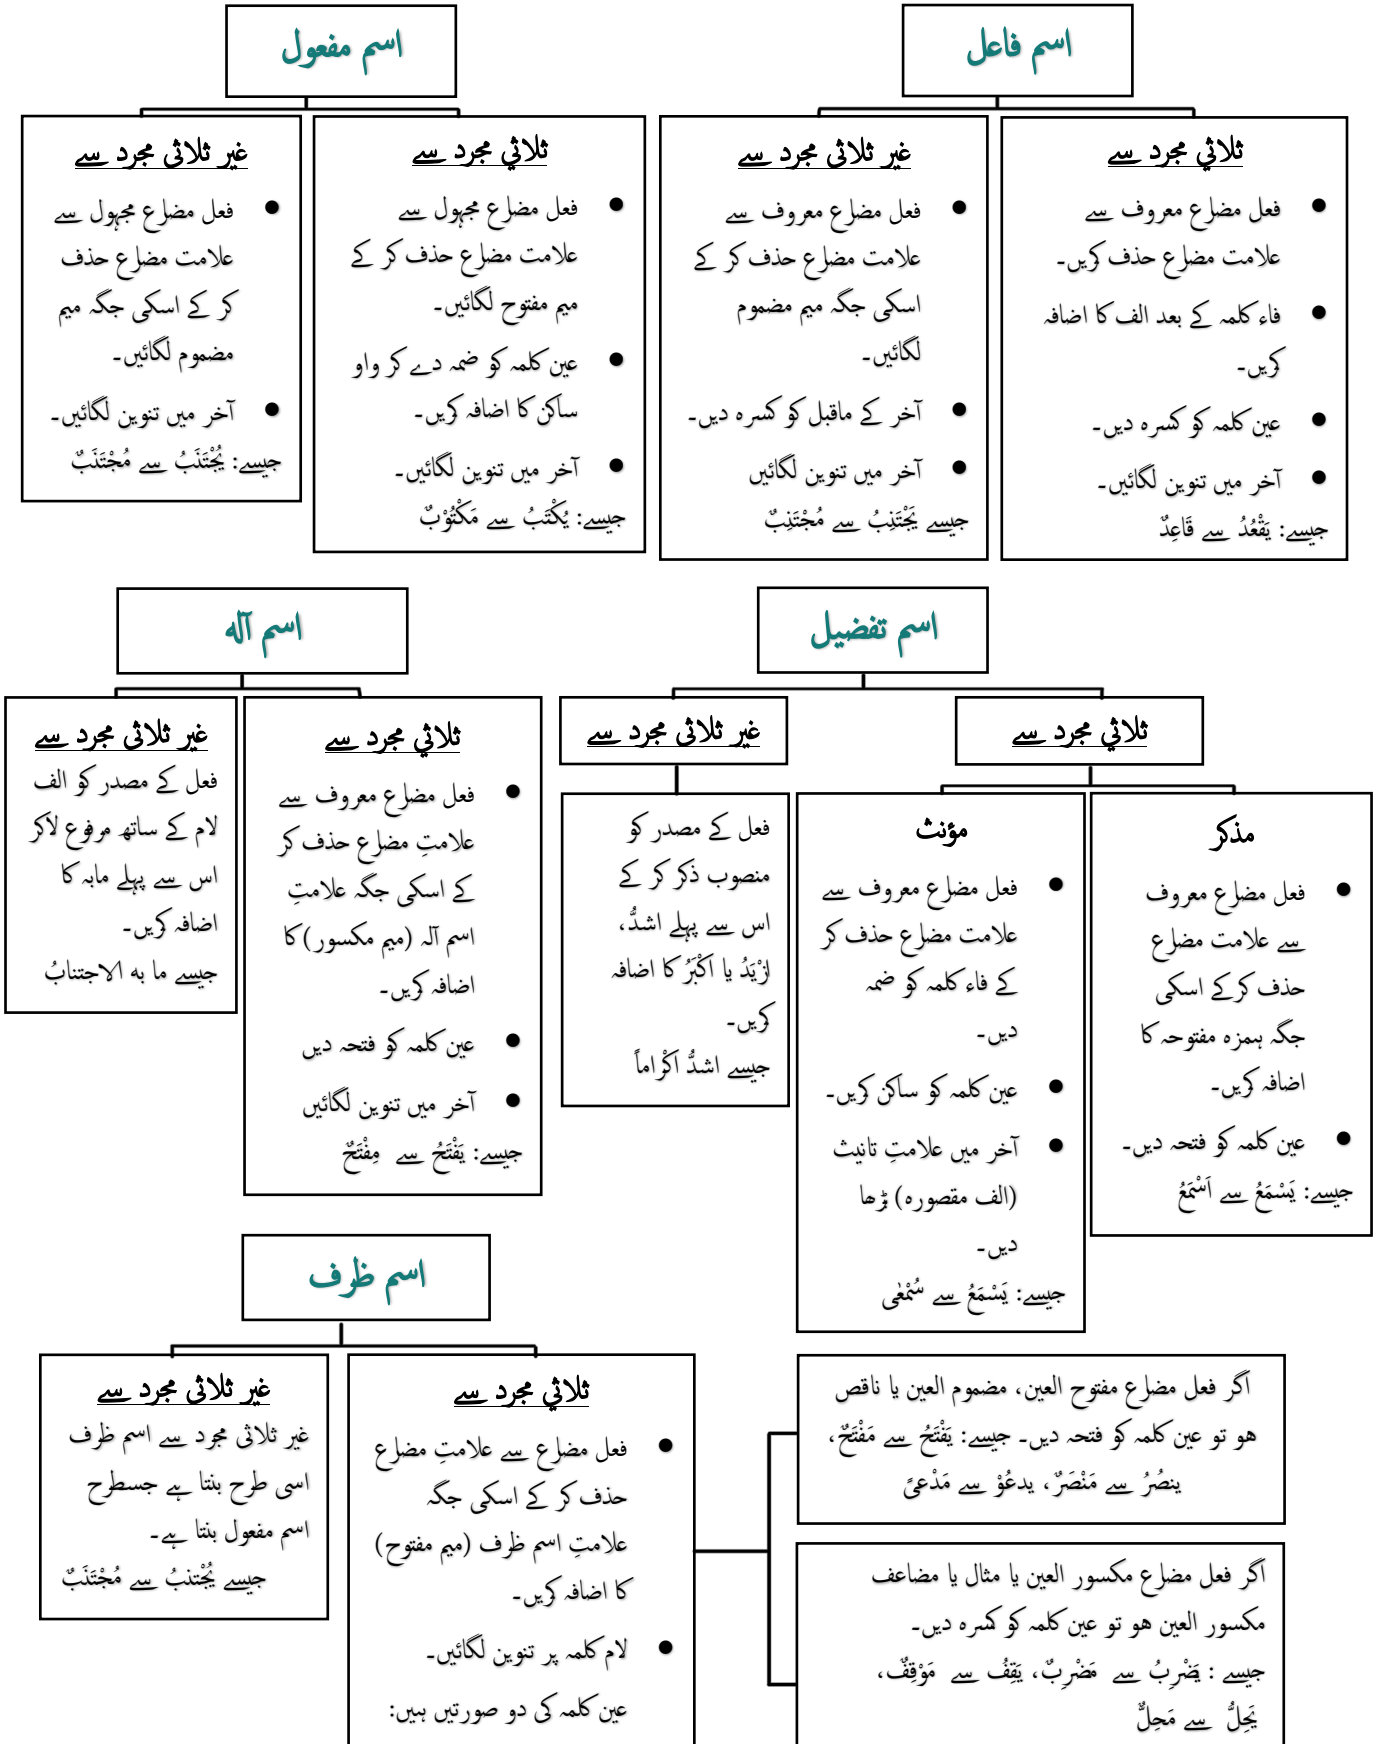 اسم فاعل
ثلاثي مجرد سے
فعل مضارع معروف سے
علامت مضارع حذف کریں۔
فاء کلمہ کے بعد الف کا اضافہ
کریں۔
عین کلمہ کو کسرہ دیں۔
آخر میں تنوین لگائیں۔
جیسے: يَقْعُدُ سے قَاعِدٌ
غیر ثلاثی مجرد سے
فعل مضارع معروف سے
علامت مضارع حذف کر کے
اسکی جگہ میم مضموم
لگائیں۔
آخر کے ماقبل کو کسرہ دیں۔
آخر میں تنوین لگائیں
جیسے يَجْتَنِبُ سے مُجْتَنِبٌ
اسم مفعول
ثلاثي مجرد سے
فعل مضارع مجہول سے
علامت مضارع حذف کر کے
میم مفتوح لگائیں۔
عین کلمہ کو ضمہ دے کر واو
ساکن کا اضافہ کریں۔
آخر میں تنوین لگائیں۔
جیسے: يُكْتَبُ سے مَكْتُوْبٌ
غیر ثلاثی مجرد سے
فعل مضارع مجہول سے
علامت مضارع حذف
کر کے اسکی جگہ میم
مضموم لگائیں۔
آخر میں تنوین لگائیں۔
جیسے: يُجْتَنَبُ سے مُجْتَنَبٌ
اسم تفضیل
ثلاثي مجرد سے
مذکر
فعل مضارع معروف
سے علامت مضارع
حذف کرکے اسکی
جگہ ہمزہ مفتوحہ کا
اضافہ کریں۔
عین کلمہ کو فتحہ دیں۔
جیسے: يَسْمَعُ سے اَسْمَعُ
مؤنث
فعل مضارع معروف سے
علامت مضارع حذف کر
کے فاء کلمہ کو ضمہ
دیں۔
عین کلمہ کو ساکن کریں۔
آخر میں علامتِ تانیث
(الف مقصورہ) بڑھا
دیں۔
جیسے: يَسْمَعُ سے سُمْعٰی
غیر ثلاثی مجرد سے
فعل کے مصدر کو
منصوب ذکر کر کے
اس سے پہلے اشدُّ،
ازْيَدُ یا اَكْبَرُ کا اضافہ
کریں۔
جیسے اشدُّ اَكْراماً
اسم آله
ثلاثي مجرد سے
فعل مضارع معروف سے
علامتِ مضارع حذف کر
کے اسکی جگہ علامتِ
اسم آلہ (میم مکسور) کا
اضافہ کریں۔
عین کلمہ کو فتحہ دیں
آخر میں تنوین لگائیں
جیسے: يَفْتَحُ سے مِفْتَحٌ
غیر ثلاثی مجرد سے
فعل کے مصدر کو الف
لام کے ساتھ مرفوع لاکر
اس سے پہلے مابہ کا
اضافہ کریں۔
جیسے ما به الاجتنابُ
اسم ظرف
ثلاثي مجرد سے
فعل مضارع سے علامتِ مضارع
حذف کر کے اسکی جگہ
علامتِ اسم ظرف (میم مفتوح)
کا اضافہ کریں۔
لام کلمہ پر تنوین لگائیں۔
عین کلمہ کی دو صورتیں ہیں:
اگر فعل مضارع مفتوح العین، مضموم العین یا ناقص
ہو تو عین کلمہ کو فتحہ دیں۔ جیسے: يَفْتَحُ سے مَفْتَحٌ،
ينصُرُ سے مَنْصَرٌ، يدعُوْ سے مَدْعىً
اگر فعل مضارع مکسور العین یا مثال یا مضاعف
مکسور العین ہو تو عین کلمہ کو کسرہ دیں۔
جیسے : يَضْرِبُ سے مَضْرِبٌ، يَقِفُ سے مَوْقِفٌ،
يَحِلُّ سے مَحِلٌّ
غیر ثلاثی مجرد سے
غیر ثلاثی مجرد سے اسم ظرف
اسی طرح بنتا ہے جسطرح
اسم مفعول بنتا ہے۔
جیسے يُجْتنبُ سے مُجْتَنَبٌ